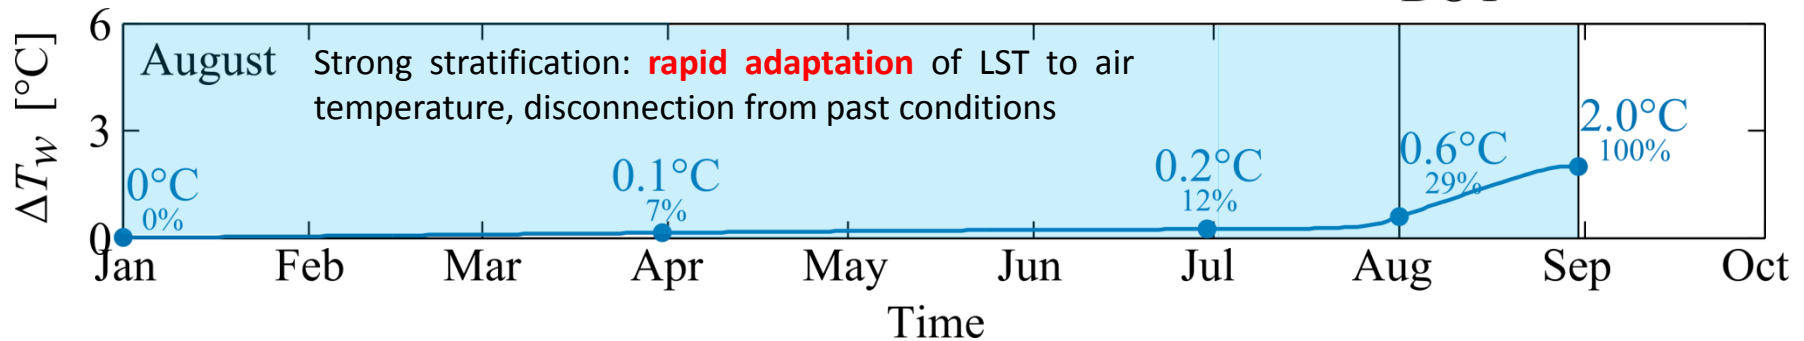 6
ΔTw [°C]
August
Strong stratification: rapid adaptation of LST to air
temperature, disconnection from past conditions
3
2.0°C
100%
0.6°C
29%
0.2°C
12%
0.1°C
7%
0°C
0%
0
Jan Feb Mar Apr May Jun Jul Aug Sep Oct
Time